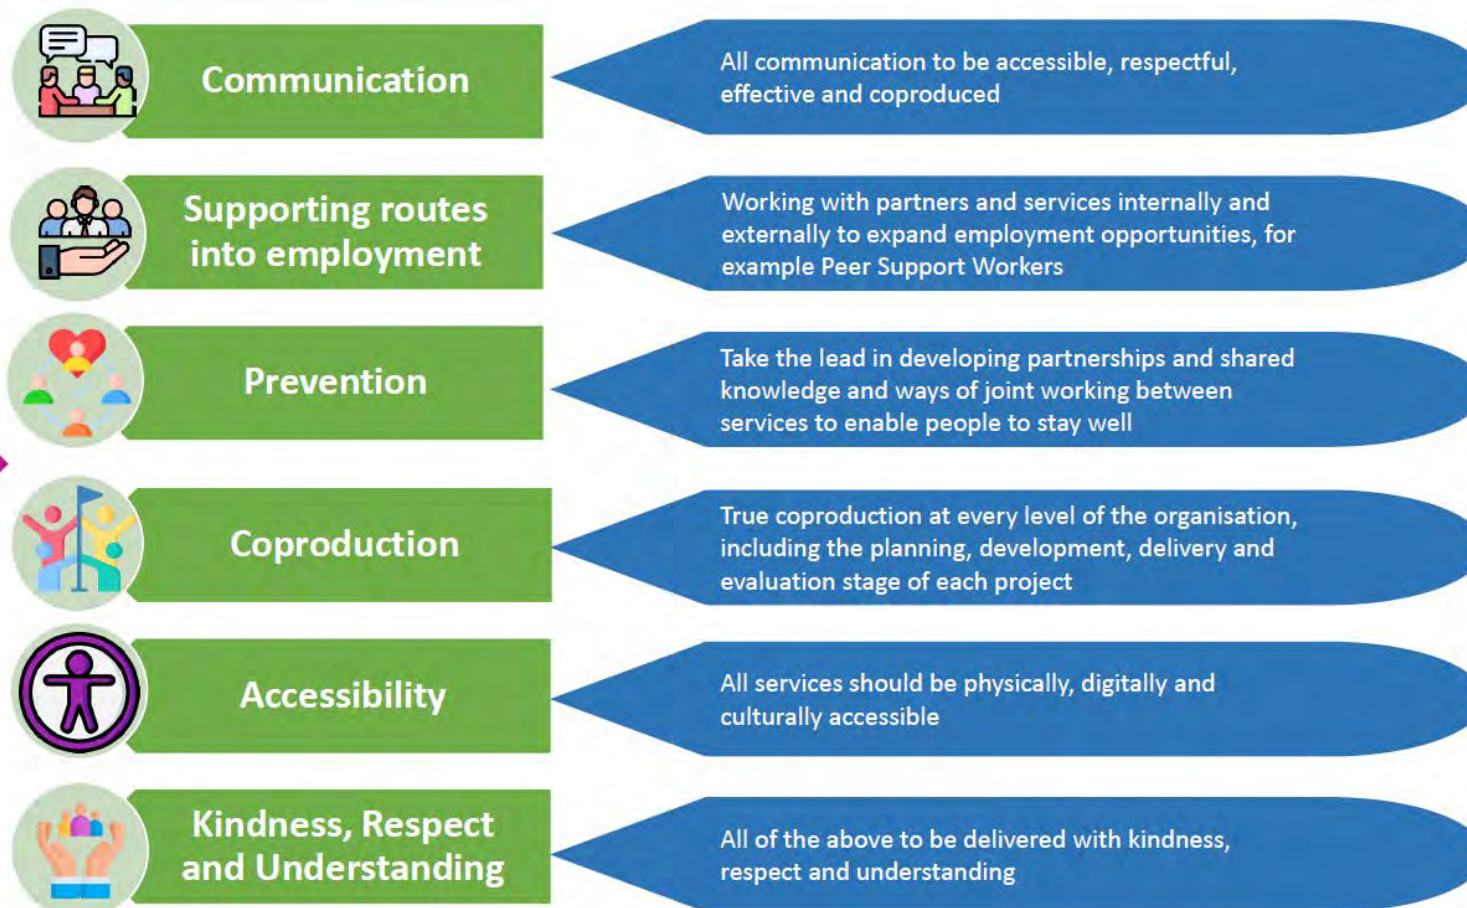 Communication
All communication to be accessible, respectful,
effective and coproduced
Supporting routes
into employment
Working with partners and services internally and
externally to expand employment opportunities, for
example Peer Support Workers
Prevention
Take the lead in developing partnerships and shared
knowledge and ways of joint working between
services to enable people to stay well
Coproduction
True coproduction at every level of the organisation,
including the planning, development, delivery and
evaluation stage of each project
Accessibility
All services should be physically, digitally and
culturally accessible
Kindness, Respect
and Understanding
All of the above to be delivered with kindness,
respect and understanding